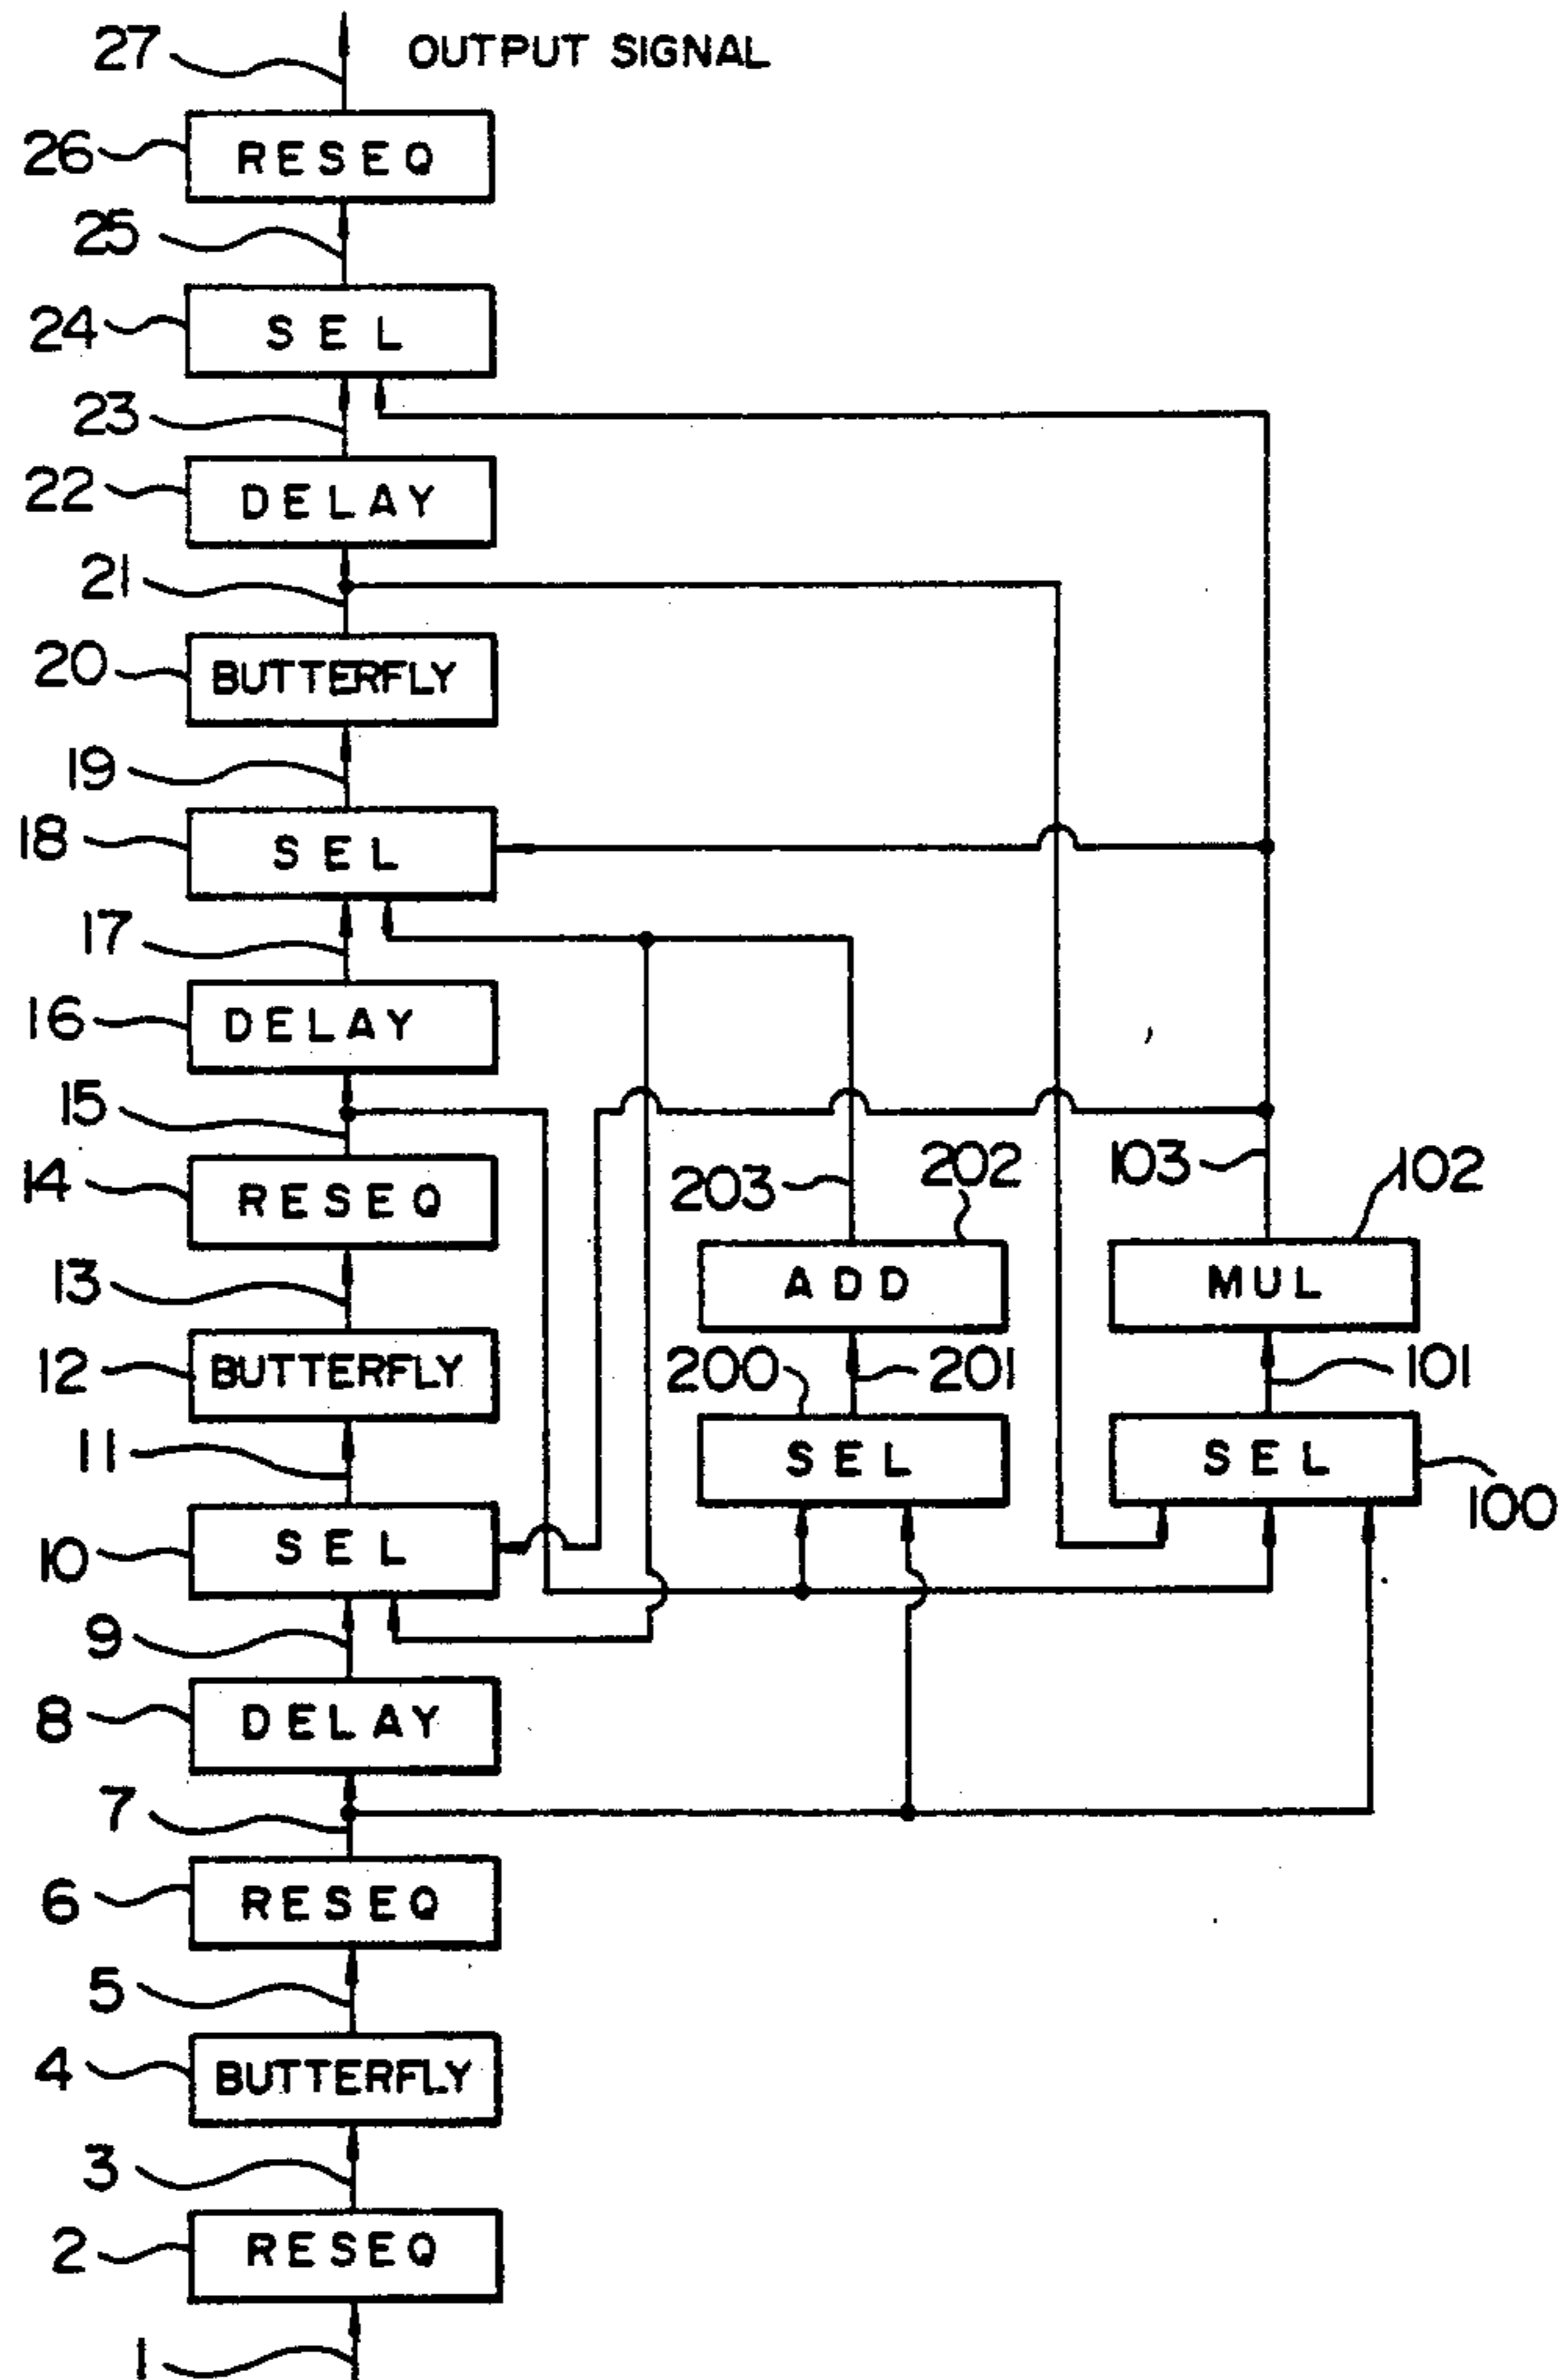 27 OUTPUT SIGNAL
26 RESEQ
25
24 SEL
23
22 DELAY
21
20 BUTTERFLY
19
18 SEL
17
16 DELAY
15
14 RESEQ 203 202 103 102
13 ADD MUL
12 BUTTERFLY 200 201 101
11 SEL SEL 100
10 SEL
9
8 DELAY
7
6 RESEQ
5
4 BUTTERFLY
3
2 RESEQ
1